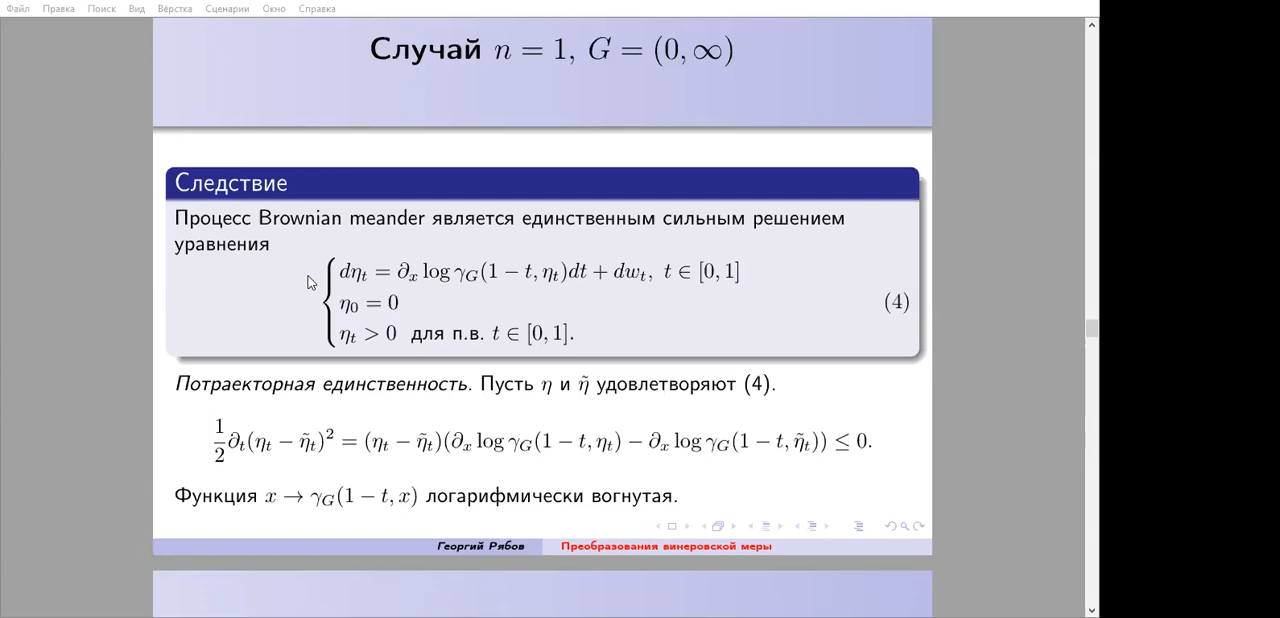 Файл Правка Поиск Вид Вёрстка Сценарии Окно Справка
Случай n = 1, G = (0, ∞)
Следствие
Процесс Brownian meander является единственным сильным решением
уравнения
dη_t = ∂_x log γ_G(1 − t, η_t)dt + dw_t, t ∈ [0, 1]
η_0 = 0
(4)
η_t > 0 для п.в. t ∈ [0, 1].
Потраекторная единственность. Пусть η и η̃ удовлетворяют (4).
1/2 ∂_t(η_t − η̃_t)² = (η_t − η̃_t)(∂_x log γ_G(1 − t, η_t) − ∂_x log γ_G(1 − t, η̃_t)) ≤ 0.
Функция x → γ_G(1 − t, x) логарифмически вогнутая.
Георгий Рябов Преобразования винеровской меры